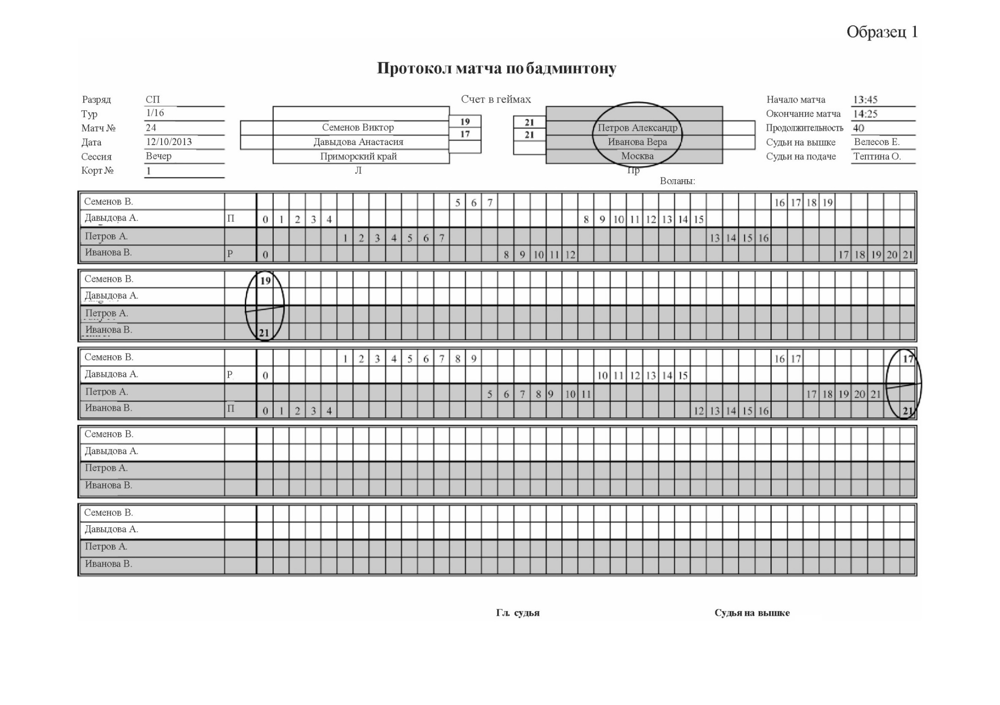 Образец 1
Протокол матча по бадминтону
Разряд СП
Тур 1/16
Матч № 24
Дата 12/10/2013
Сессия Вечер
Корт № 1
Семенов Виктор
Давыдова Анастасия
Приморский край
Л
Счет в геймах
19 21
17 21
Петров Александр
Иванова Вера
Москва
Пр
Воланы:
Начало матча 13:45
Окончание матча 14:25
Продолжительность 40
Судьи на вышке Велесов Е.
Судьи на подаче Тептина О.
Семенов В. 5 6 7 16 17 18 19
Давыдова А. П 0 1 2 3 4 8 9 10 11 12 13 14 15
Петров А. 1 2 3 4 5 6 7 13 14 15 16
Иванова В. Р 0 8 9 10 11 12 17 18 19 20 21
Семенов В. 19
Давыдова А.
Петров А.
Иванова В. 21
Семенов В. 1 2 3 4 5 6 7 8 9 16 17 17
Давыдова А. Р 0 10 11 12 13 14 15
Петров А. 5 6 7 8 9 10 11 17 18 19 20 21
Иванова В. П 0 1 2 3 4 12 13 14 15 16 21
Семенов В.
Давыдова А.
Петров А.
Иванова В.
Семенов В.
Давыдова А.
Петров А.
Иванова В.
Гл. судья Судья на вышке